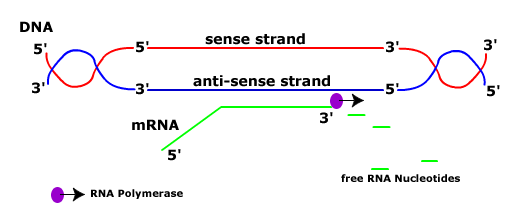 DNA
5'
3'
5'
sense strand
3'
3'
anti-sense strand
5'
3'
5'
mRNA
5'
3'
free RNA Nucleotides
RNA Polymerase